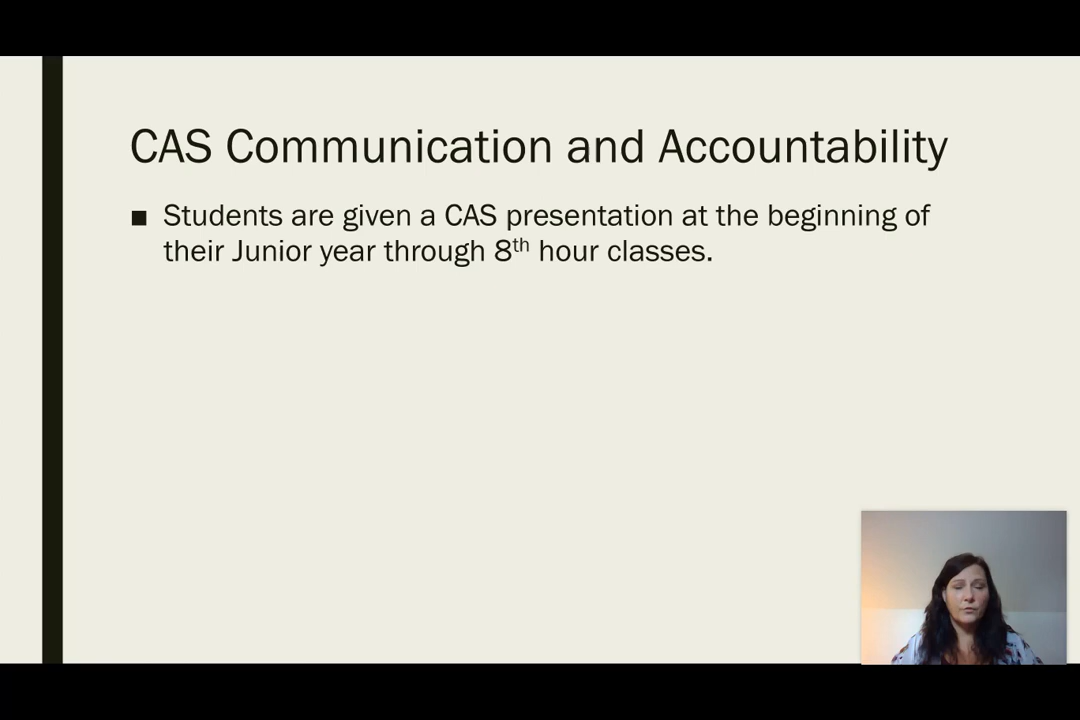 CAS Communication and Accountability
■ Students are given a CAS presentation at the beginning of
their Junior year through 8th hour classes.